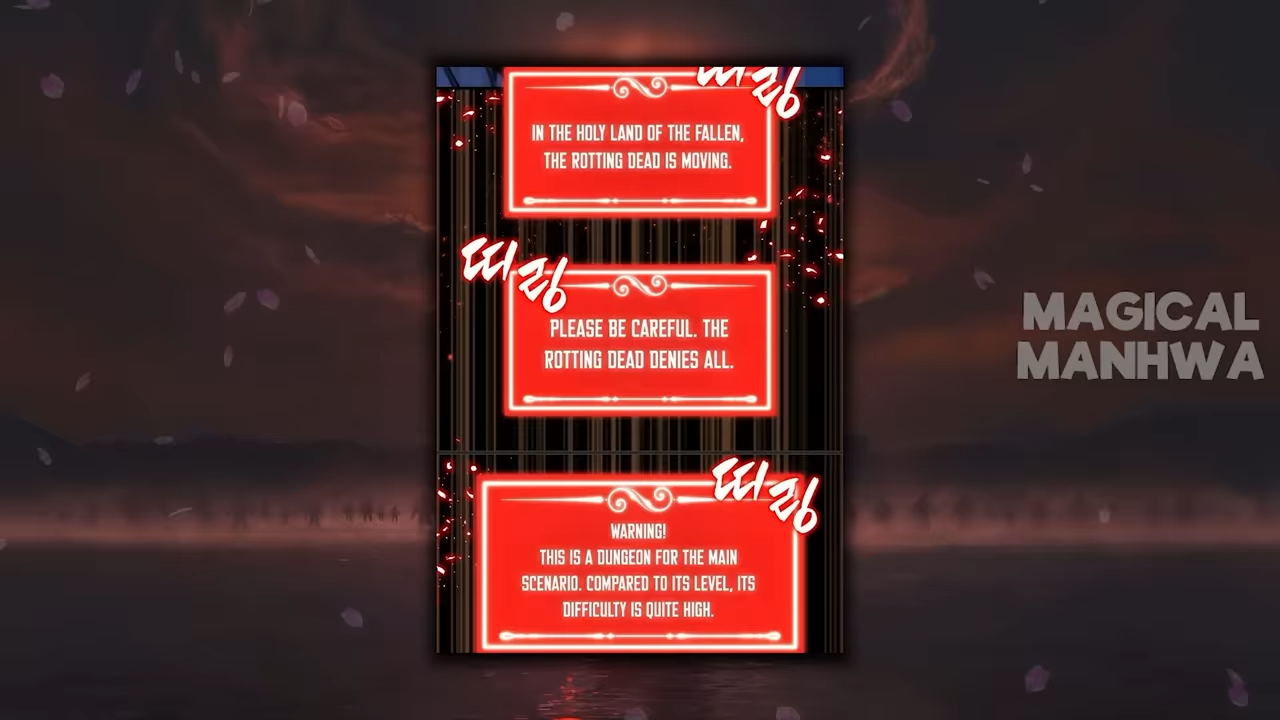 띠링
IN THE HOLY LAND OF THE FALLEN,
THE ROTTING DEAD IS MOVING.
띠링
PLEASE BE CAREFUL. THE
ROTTING DEAD DENIES ALL.
MAGICAL
MANHWA
띠링
WARNING!
THIS IS A DUNGEON FOR THE MAIN
SCENARIO. COMPARED TO ITS LEVEL, ITS
DIFFICULTY IS QUITE HIGH.